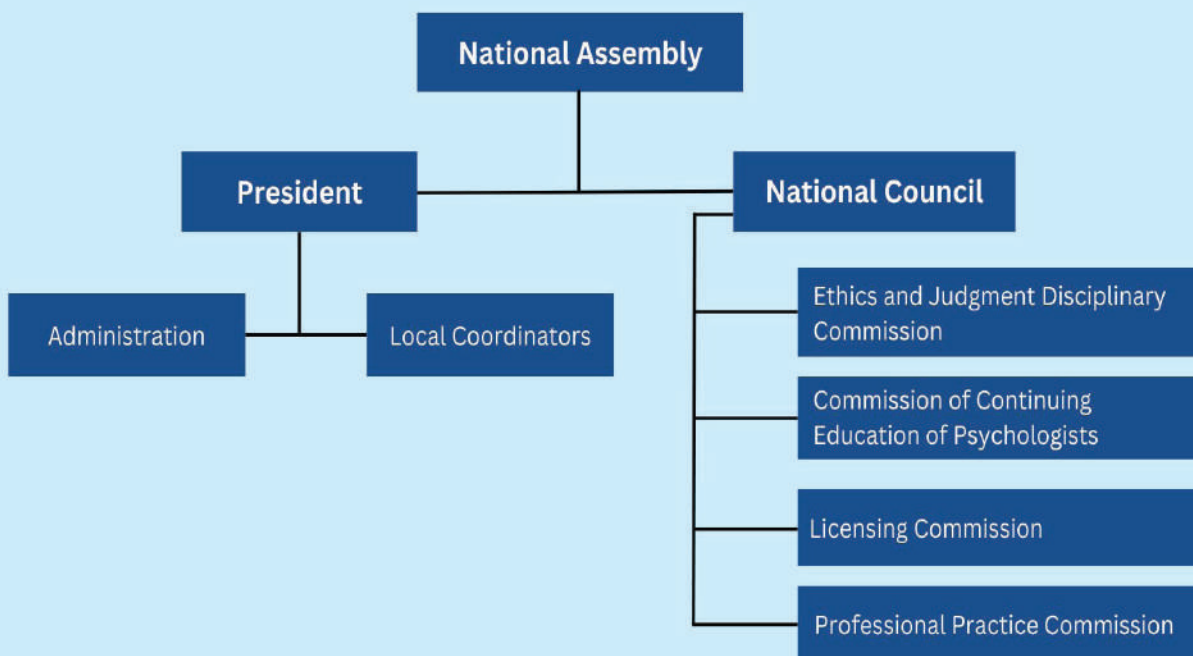 National Assembly
President
National Council
Administration
Local Coordinators
Ethics and Judgment Disciplinary
Commission
Commission of Continuing
Education of Psychologists
Licensing Commission
Professional Practice Commission